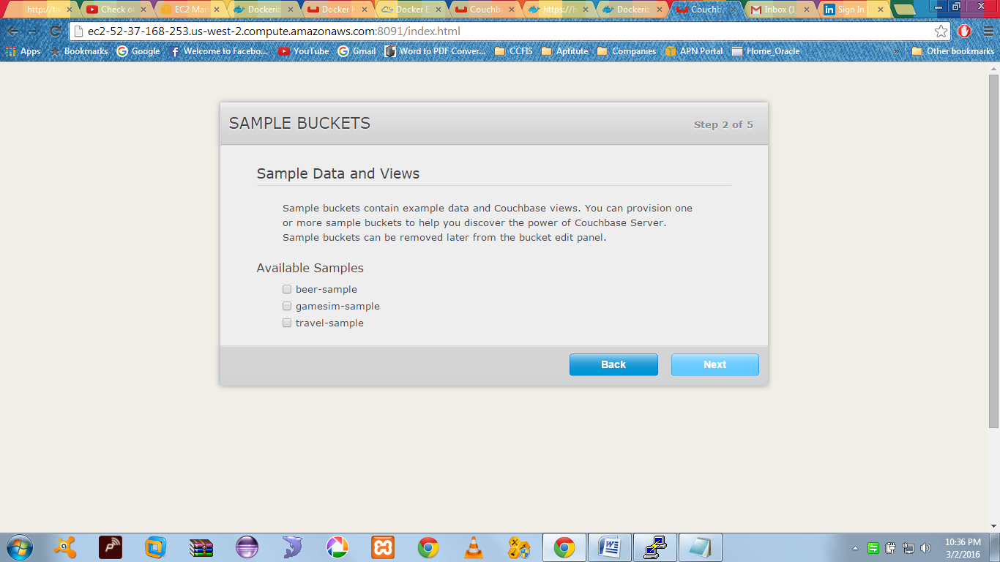 http://ta
Check o
EC2 Mar
Dockeriz
Docker
Docker E
Couchba
https://h
Dockeriz
Couchb
Inbox (1
Sign In
ec2-52-37-168-253.us-west-2.compute.amazonaws.com:8091/index.html
Apps
Bookmarks
Google
Welcome to Facebo...
YouTube
Gmail
Word to PDF Conver...
CCFIS
Aptitute
Companies
APN Portal
Home_Oracle
»
Other bookmarks
SAMPLE BUCKETS
Step 2 of 5
Sample Data and Views
Sample buckets contain example data and Couchbase views. You can provision one
or more sample buckets to help you discover the power of Couchbase Server.
Sample buckets can be removed later from the bucket edit panel.
Available Samples
beer-sample
gamesim-sample
travel-sample
Back
Next
10:36 PM
3/2/2016